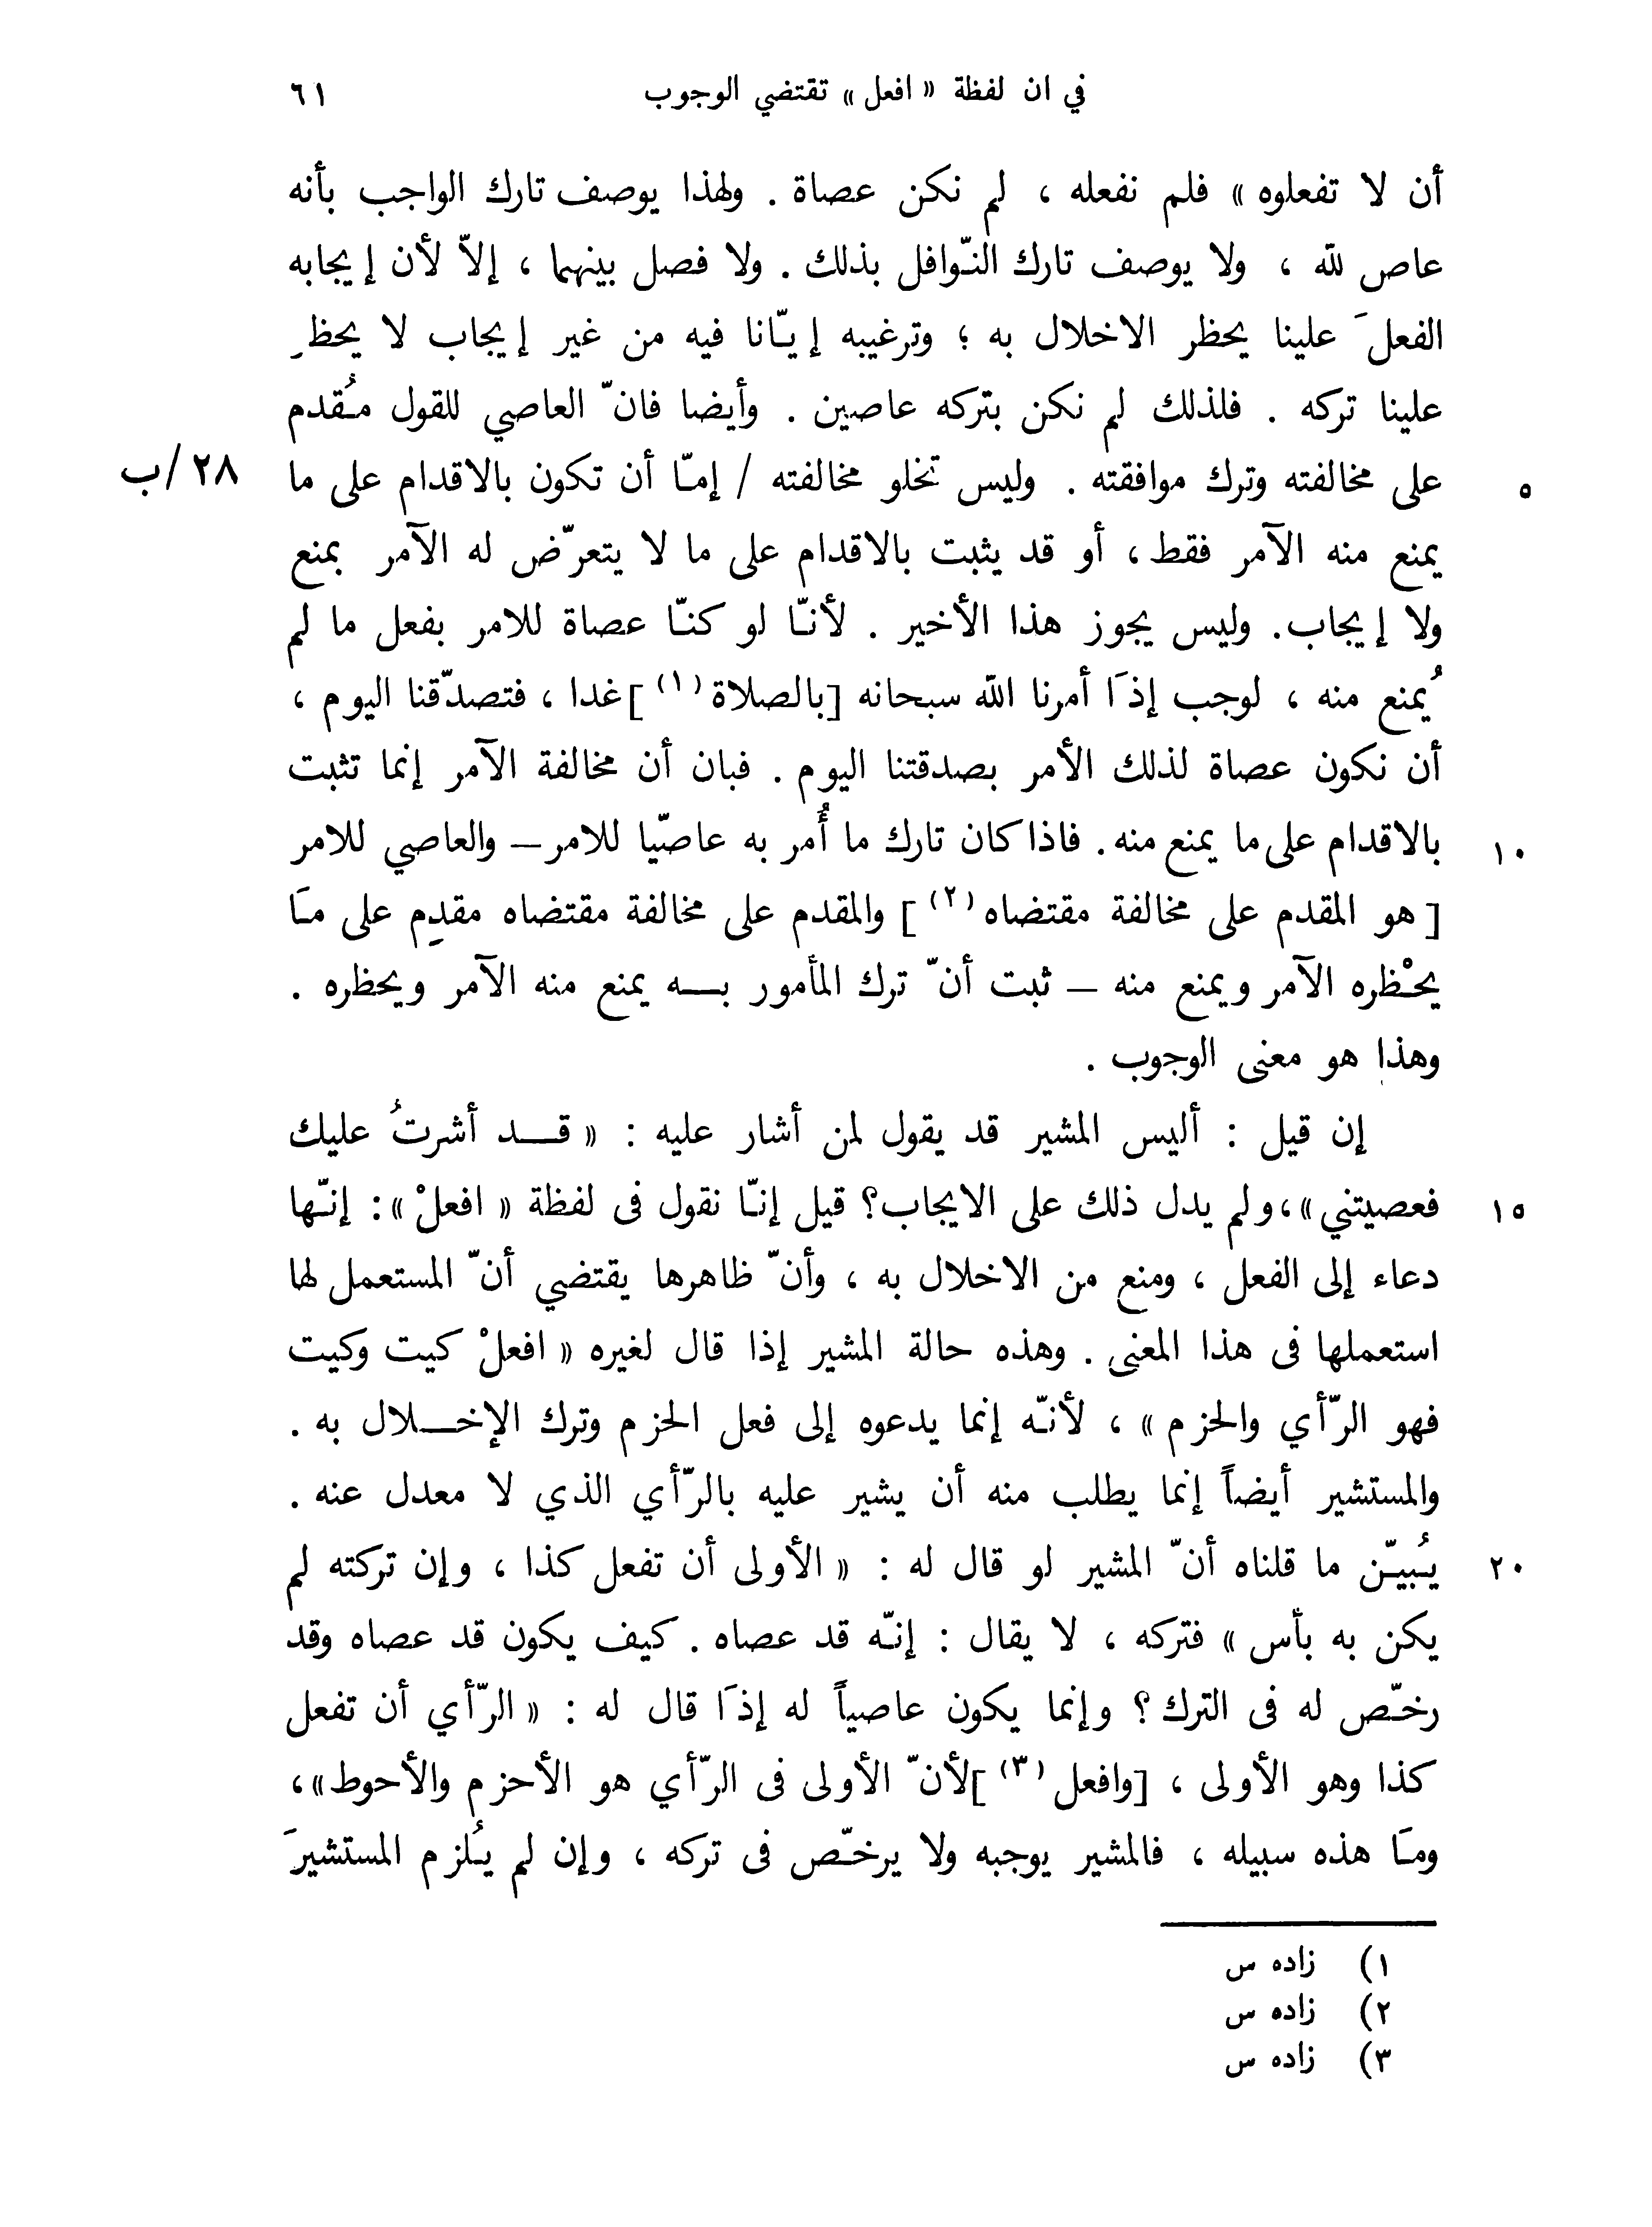 في ان لفظة « افعل » تقتضي الوجوب ٦١
أن لا تفعلوه » فلم نفعله ، لم نكن عصاة . ولهذا يوصف تارك الواجب بأنه
عاص لله ، ولا يوصف تارك النّوافل بذلك . ولا فصل بينهما ، إلاّ لأن إيجابه
الفعلَ علينا يحظر الاخلال به ؛ وترغيبه إيّانا فيه من غير إيجاب لا يحظر
علينا تركه . فلذلك لم نكن بتركه عاصين . وأيضا فانّ العاصي للقول مُقدم
على مخالفته وترك موافقته . وليس تخلو مخالفته / إمّا أن تكون بالاقدام على ما ٥ ٢٨/ب
يمنع منه الآمر فقط ، أو قد يثبت بالاقدام على ما لا يتعرّض له الآمر بمنع
ولا إيجاب. وليس يجوز هذا الأخير . لأنّا لو كنّا عصاة للامر بفعل ما لم
يُمنع منه ، لوجب إذَا أمرنا الله سبحانه [بالصلاة (١)] غدا ، فتصدّقنا اليوم ،
أن نكون عصاة لذلك الأمر بصدقتنا اليوم . فبان أن مخالفة الآمر إنما تثبت
بالاقدام على ما يمنع منه . فاذا كان تارك ما أُمر به عاصّيا للامر – والعاصي للامر ١٠
[ هو المقدم على مخالفة مقتضاه (٢) ] والمقدم على مخالفة مقتضاه مقدِم على مَا
يحْظره الآمر ويمنع منه – ثبت أنّ ترك المأمور بـه يمنع منه الآمر ويحظره .
وهذا هو معنى الوجوب .
إن قيل : أليس المشير قد يقول لمن أشار عليه : « قـد أشرتُ عليك
فعصيتني »، ولم يدل ذلك على الايجاب؟ قيل إنّا نقول فى لفظة « افعلْ »: إنّها ١٥
دعاء إلى الفعل ، ومنع من الاخلال به ، وأنّ ظاهرها يقتضي أنّ المستعمل لها
استعملها فى هذا المعنى . وهذه حالة المشير إذا قال لغيره « افعلْ كيت وكيت
فهو الرّأي والحزم » ، لأنّه إنما يدعوه إلى فعل الحزم وترك الإخـلال به .
والمستشير أيضاً إنما يطلب منه أن يشير عليه بالرّأي الذي لا معدل عنه .
يُبيّن ما قلناه أنّ المشير لو قال له : « الأولى أن تفعل كذا ، وإن تركته لم ٢٠
يكن به بأس » فتركه ، لا يقال : إنّه قد عصاه . كيف يكون قد عصاه وقد
رخّص له فى الترك ؟ وإنما يكون عاصياً له إذَا قال له : « الرّأي أن تفعل
كذا وهو الأولى ، [وافعل (٣)] لأنّ الأولى فى الرّأي هو الأحزم والأحوط »،
ومَا هذه سبيله ، فالمشير يوجبه ولا يرخّص فى تركه ، وإن لم يُلزم المستشيرَ
١) زاده س
٢) زاده س
٣) زاده س